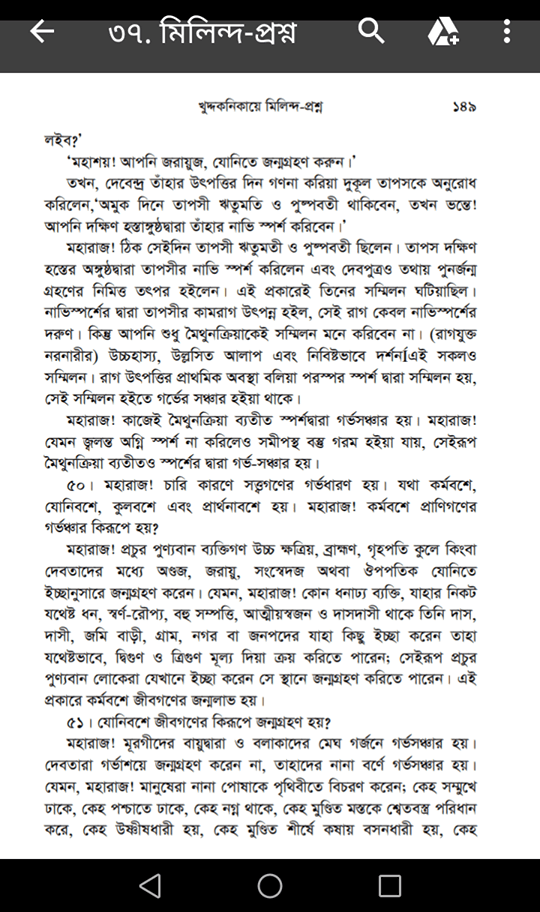 ৩৭. মিলিন্দ-প্রশ্ন
খুদ্দকনিকায়ে মিলিন্দ-প্রশ্ন ১৪৯
লইব?’
‘মহাশয়! আপনি জরায়ুজ, যোনিতে জন্মগ্রহণ করুন।’
তখন, দেবেন্দ্র তাঁহার উৎপত্তির দিন গণনা করিয়া দুকূল তাপসকে অনুরোধ
করিলেন,‘অমুক দিনে তাপসী ঋতুমতি ও পুষ্পবতী থাকিবেন, তখন ভন্তে!
আপনি দক্ষিণ হস্তাঙ্গুষ্ঠদ্বারা তাঁহার নাভি স্পর্শ করিবেন।’
মহারাজ! ঠিক সেইদিন তাপসী ঋতুমতী ও পুষ্পবতী ছিলেন। তাপস দক্ষিণ
হস্তের অঙ্গুষ্ঠদ্বারা তাপসীর নাভি স্পর্শ করিলেন এবং দেবপুত্রও তথায় পুনর্জন্ম
গ্রহণের নিমিত্ত তৎপর হইলেন। এই প্রকারেই তিনের সম্মিলন ঘটিয়াছিল।
নাভিস্পর্শের দ্বারা তাপসীর কামরাগ উৎপন্ন হইল, সেই রাগ কেবল নাভিস্পর্শের
দরুণ। কিন্তু আপনি শুধু মৈথুনক্রিয়াকেই সম্মিলন মনে করিবেন না। (রাগযুক্ত
নরনারীর) উচ্চহাস্য, উল্লসিত আলাপ এবং নিবিষ্টভাবে দর্শনÍএই সকলও
সম্মিলন। রাগ উৎপত্তির প্রাথমিক অবস্থা বলিয়া পরস্পর স্পর্শ দ্বারা সম্মিলন হয়,
সেই সম্মিলন হইতে গর্ভের সঞ্চার হইয়া থাকে।
মহারাজ! কাজেই মৈথুনক্রিয়া ব্যতীত স্পর্শদ্বারা গর্ভসঞ্চার হয়। মহারাজ!
যেমন জ্বলন্ত অগ্নি স্পর্শ না করিলেও সমীপস্থ বস্তু গরম হইয়া যায়, সেইরূপ
মৈথুনক্রিয়া ব্যতীতও স্পর্শের দ্বারা গর্ভ-সঞ্চার হয়।
৫০। মহারাজ! চারি কারণে সত্ত্বগণের গর্ভধারণ হয়। যথা কর্মবশে,
যোনিবশে, কুলবশে এবং প্রার্থনাবশে হয়। মহারাজ! কর্মবশে প্রাণিগণের
গর্ভঞ্চার কিরূপে হয়?
মহারাজ! প্রচুর পুণ্যবান ব্যক্তিগণ উচ্চ ক্ষত্রিয়, ব্রাহ্মণ, গৃহপতি কুলে কিংবা
দেবতাদের মধ্যে অণ্ডজ, জরায়ু, সংস্বেদজ অথবা ঔপপতিক যোনিতে
ইচ্ছানুসারে জন্মগ্রহণ করেন। যেমন, মহারাজ! কোন ধনাঢ্য ব্যক্তি, যাহার নিকট
যথেষ্ট ধন, স্বর্ণ-রৌপ্য, বহু সম্পত্তি, আত্মীয়স্বজন ও দাসদাসী থাকে তিনি দাস,
দাসী, জমি বাড়ী, গ্রাম, নগর বা জনপদের যাহা কিছু ইচ্ছা করেন তাহা
যথেষ্টভাবে, দ্বিগুণ ও ত্রিগুণ মূল্য দিয়া ক্রয় করিতে পারেন; সেইরূপ প্রচুর
পুণ্যবান লোকেরা যেখানে ইচ্ছা করেন সে স্থানে জন্মগ্রহণ করিতে পারেন। এই
প্রকারে কর্মবশে জীবগণের জন্মলাভ হয়।
৫১। যোনিবশে জীবগণের কিরূপে জন্মগ্রহণ হয়?
মহারাজ! মূরগীদের বায়ুদ্বারা ও বলাকাদের মেঘ গর্জনে গর্ভসঞ্চার হয়।
দেবতারা গর্ভাশয়ে জন্মগ্রহণ করেন না, তাহাদের নানা বর্ণে গর্ভসঞ্চার হয়।
যেমন, মহারাজ! মানুষেরা নানা পোষাকে পৃথিবীতে বিচরণ করেন; কেহ সম্মুখে
ঢাকে, কেহ পশ্চাতে ঢাকে, কেহ নগ্ন থাকে, কেহ মুণ্ডিত মস্তকে শ্বেতবস্ত্র পরিধান
করে, কেহ উষ্ণীষধারী হয়, কেহ মুণ্ডিত শীর্ষে কষায় বসনধারী হয়, কেহ